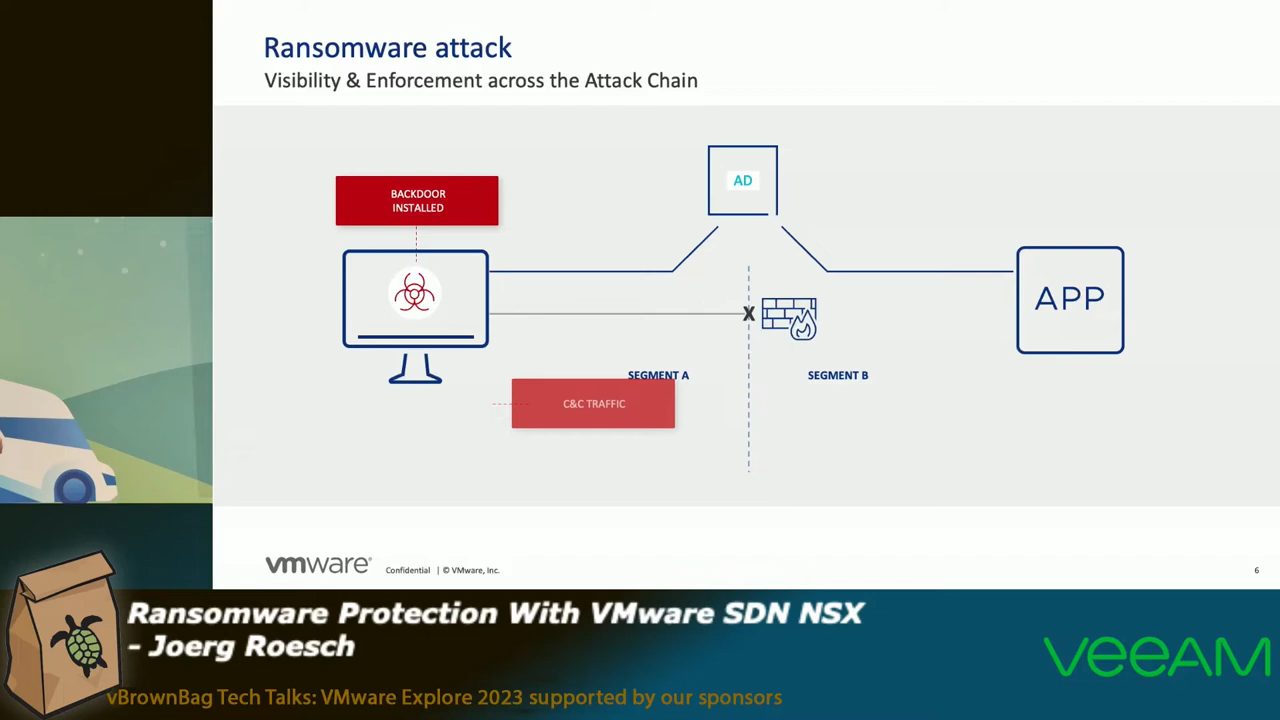 Ransomware attack
Visibility & Enforcement across the Attack Chain
BACKDOOR
INSTALLED
AD
APP
X
SEGMENT A
SEGMENT B
C&C TRAFFIC
vmware®
Confidential | © VMware, Inc.
6
Ransomware Protection With VMware SDN NSX
- Joerg Roesch
veeAM
vBrownBag Tech Talks: VMware Explore 2023 supported by our sponsors